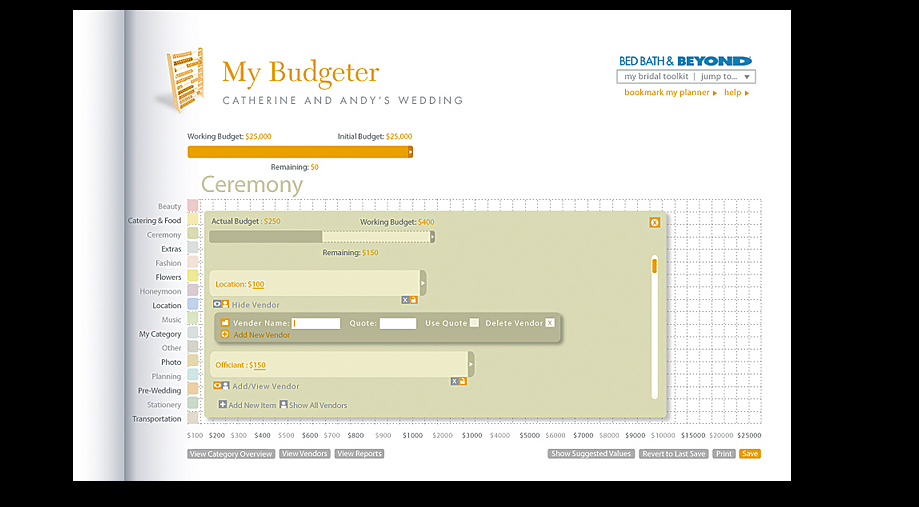 My Budgeter
CATHERINE AND ANDY'S WEDDING
BED BATH & BEYOND
my bridal toolkit | jump to...
bookmark my planner help
Working Budget: $25,000 Initial Budget: $25,000
Remaining: $0
Ceremony
Beauty
Catering & Food
Ceremony
Extras
Fashion
Flowers
Honeymoon
Location
Music
My Category
Other
Photo
Planning
Pre-Wedding
Stationery
Transportation
Actual Budget : $250 Working Budget: $400
X
Remaining: $150
Location: $100
X
Hide Vendor
Vender Name: Quote: Use Quote Delete Vendor X
Add New Vendor
Officiant : $150
X
Add/View Vendor
Add New Item Show All Vendors
$100 $200 $300 $400 $500 $600 $700 $800 $900 $1000 $2000 $3000 $4000 $5000 $6000 $7000 $8000 $9000 $10000 $15000 $20000 $25000
View Category Overview View Vendors View Reports Show Suggested Values Revert to Last Save Print Save